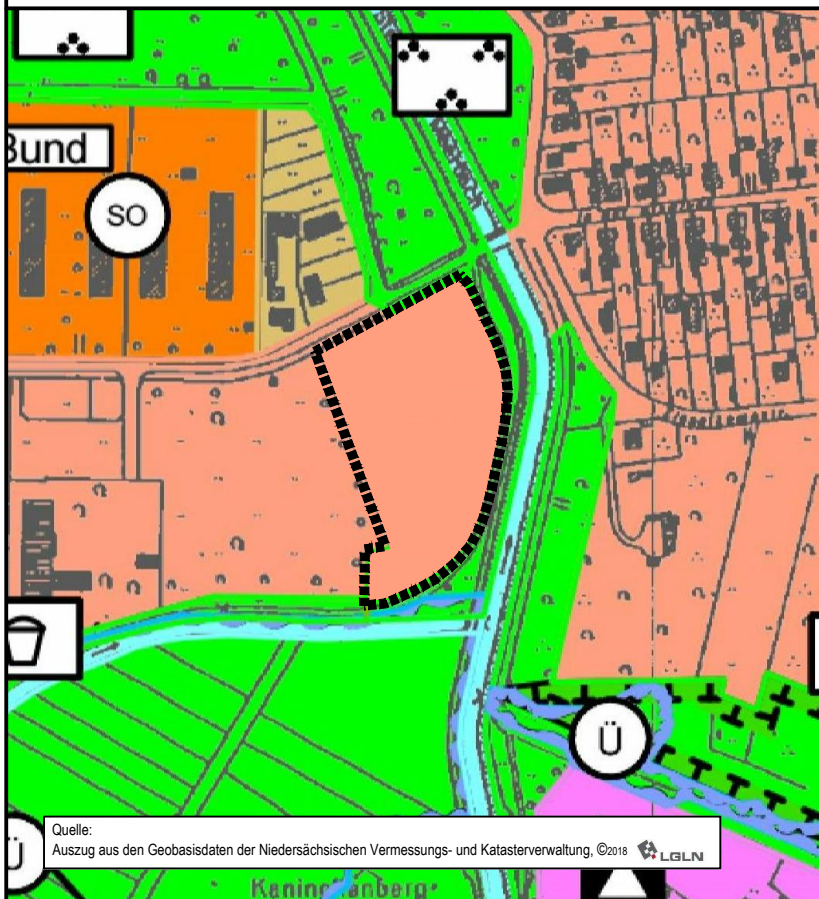 Bund
SO
Ü
Quelle:
Auszug aus den Geobasisdaten der Niedersächsischen Vermessungs- und Katasterverwaltung, ©2018 LGLN
Ü